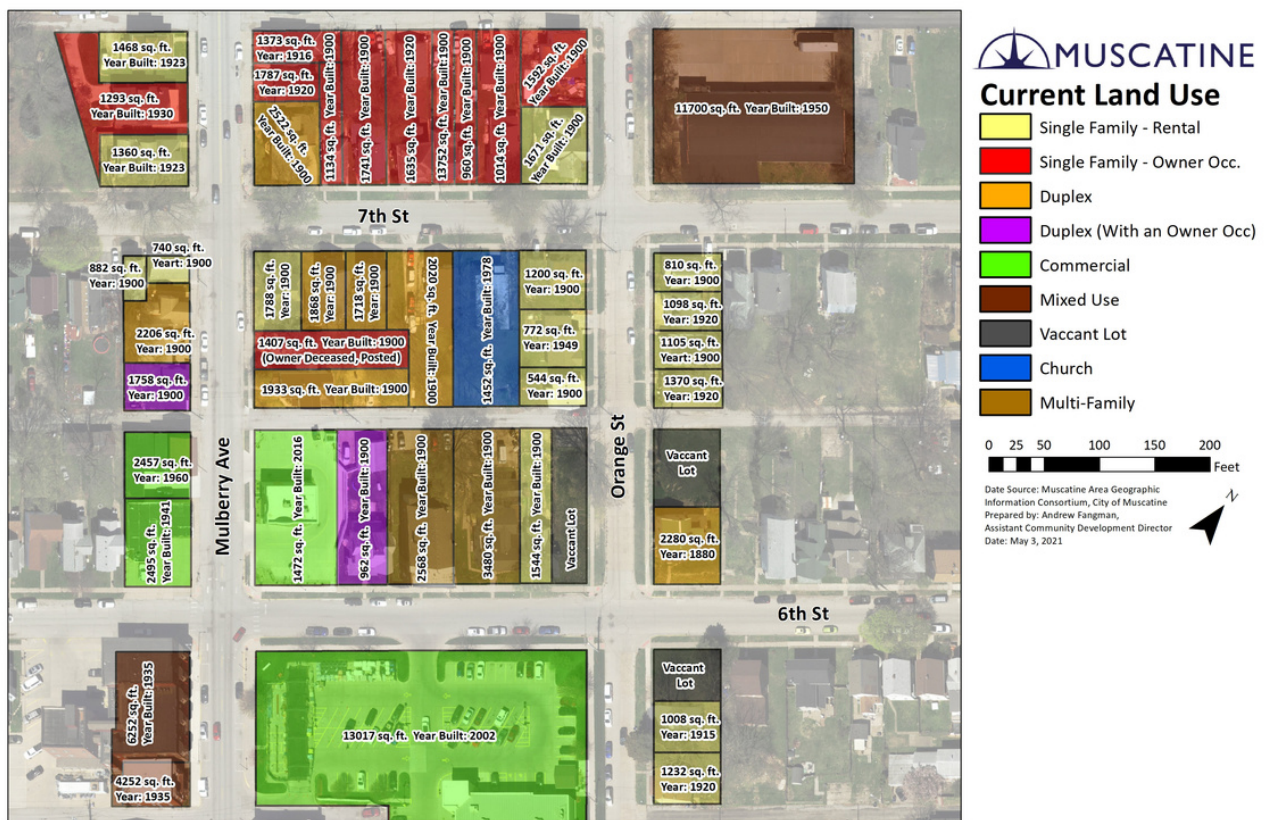 MUSCATINE
Current Land Use
Single Family - Rental
Single Family - Owner Occ.
Duplex
Duplex (With an Owner Occ)
Commercial
Mixed Use
Vaccant Lot
Church
Multi-Family
0 25 50 100 150 200
Feet
Date Source: Muscatine Area Geographic
Information Consortium, City of Muscatine
Prepared by: Andrew Fangman,
Assistant Community Development Director
Date: May 3, 2021
N
1468 sq. ft.
Year Built: 1923
1293 sq. ft.
Year Built: 1930
1360 sq. ft.
Year Built: 1923
1373 sq. ft.
Year: 1916
1787 sq. ft.
Year: 1920
2522 sq. ft.
Year Built: 1900
1134 sq. ft. Year Built: 1900
1741 sq. ft. Year Built: 1900
1635 sq. ft. Year Built: 1920
13752 sq. ft. Year Built: 1900
960 sq. ft. Year Built: 1900
1014 sq. ft. Year Built: 1900
1592 sq. ft.
Year Built: 1900
1671 sq. ft.
Year Built: 1900
11700 sq. ft. Year Built: 1950
7th St
740 sq. ft.
Yeart: 1900
882 sq. ft.
Year: 1900
2206 sq. ft.
Year: 1900
1758 sq. ft.
Year: 1900
1788 sq. ft.
Year: 1900
1868 sq. ft.
Year: 1900
1718 sq. ft.
Year: 1900
2020 sq. ft. Year Built: 1900
1452 sq. ft. Year Built: 1978
1407 sq. ft. Year Built: 1900
(Owner Deceased, Posted)
1933 sq. ft. Year Built: 1900
1200 sq. ft.
Year: 1900
772 sq. ft.
Year: 1949
544 sq. ft.
Year: 1900
810 sq. ft.
Year: 1900
1098 sq. ft.
Year: 1920
1105 sq. ft.
Yeart: 1900
1370 sq. ft.
Year: 1920
Mulberry Ave
Orange St
2457 sq. ft.
Year: 1960
2495 sq. ft.
Year Built: 1941
1472 sq. ft. Year Built: 2016
962 sq. ft. Year Built: 1900
2568 sq. ft. Year Built: 1900
3480 sq. ft. Year Built: 1900
1544 sq. ft. Year Built: 1900
Vaccant Lot
Vaccant
Lot
2280 sq. ft.
Year: 1880
6th St
6252 sq. ft.
Year Built: 1935
4252 sq. ft.
Year: 1935
13017 sq. ft. Year Built: 2002
Vaccant
Lot
1008 sq. ft.
Year: 1915
1232 sq. ft.
Year: 1920